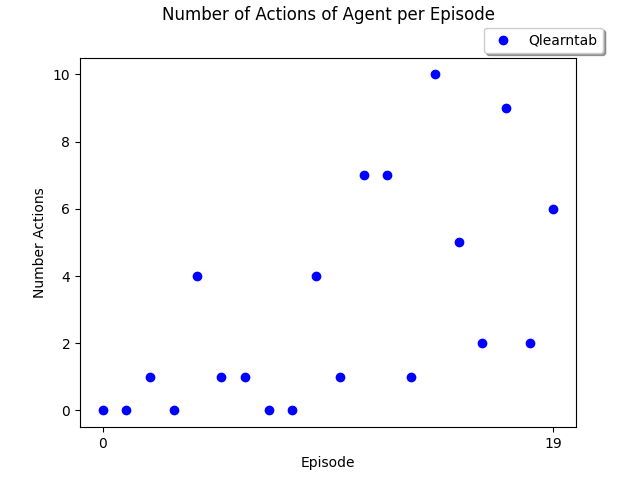 Number of Actions of Agent per Episode
Qlearntab
10
8
6
4
2
0
Number Actions
0 19
Episode